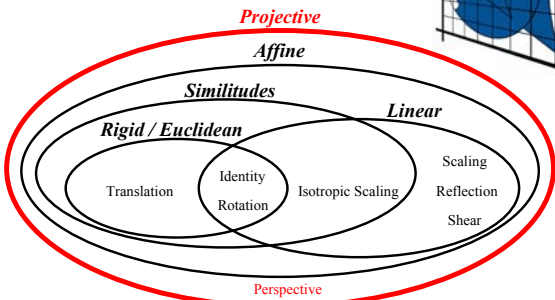 Projective
Affine
Similitudes
Linear
Rigid / Euclidean
Translation
Identity
Rotation
Isotropic Scaling
Scaling
Reflection
Shear
Perspective